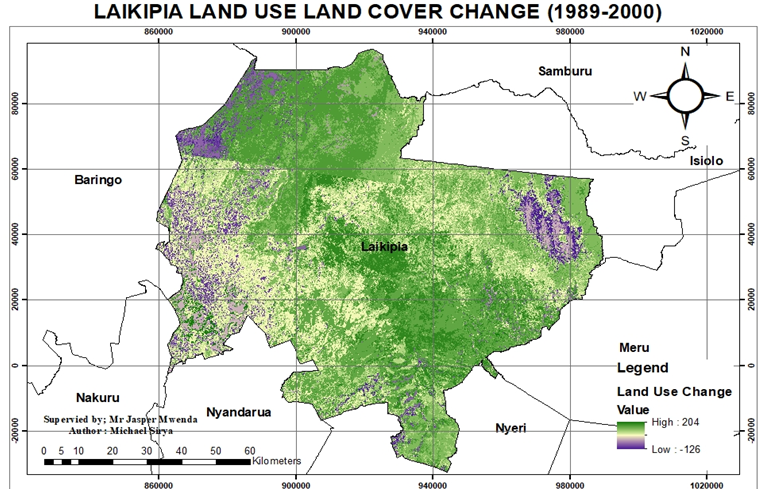 LAIKIPIA LAND USE LAND COVER CHANGE (1989-2000)
860000 900000 940000 980000 1020000
N
W E
S
Samburu
80000 80000
Isiolo
60000 60000
Baringo
40000 40000
Laikipia
20000 20000
Meru
0 0
Legend
Land Use Change
Value
High : 204
Low : -126
Nakuru
Nyandarua
Nyeri
Supervied by; Mr Jasper Mwenda
Author : Michael
20000 20000
0 5 10 20 30 40 50 60
Kilometers
860000 900000 940000 980000 1020000